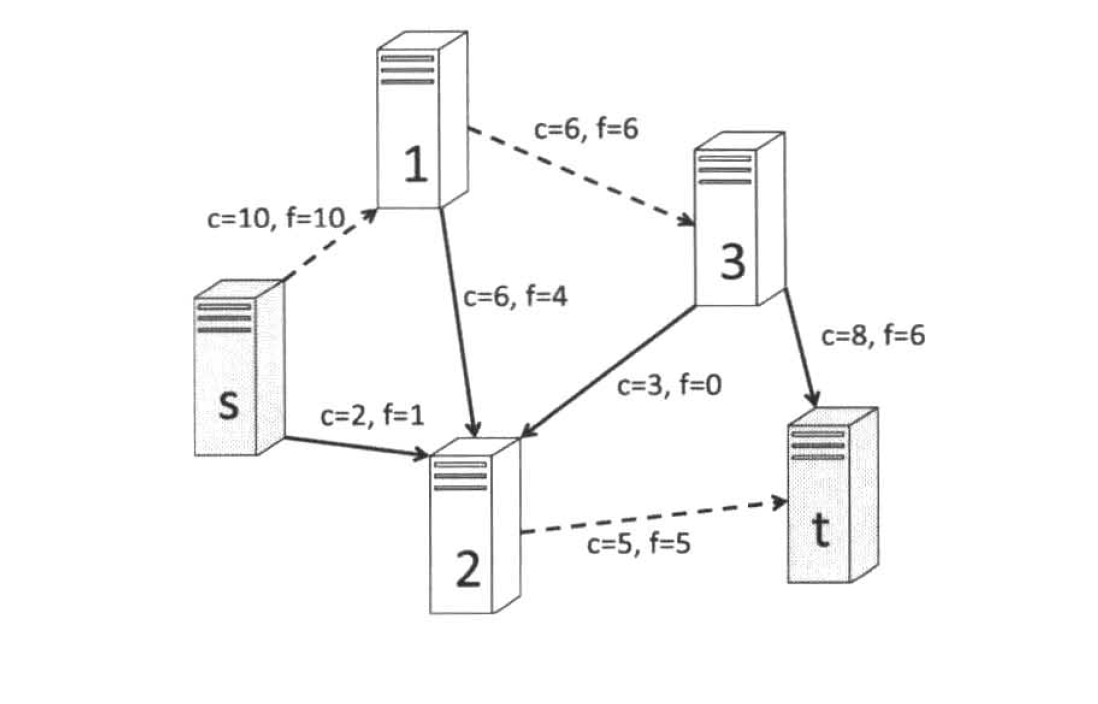 1
c=6, f=6
3
c=10, f=10
c=6, f=4
c=8, f=6
s
c=3, f=0
c=2, f=1
2
c=5, f=5
t